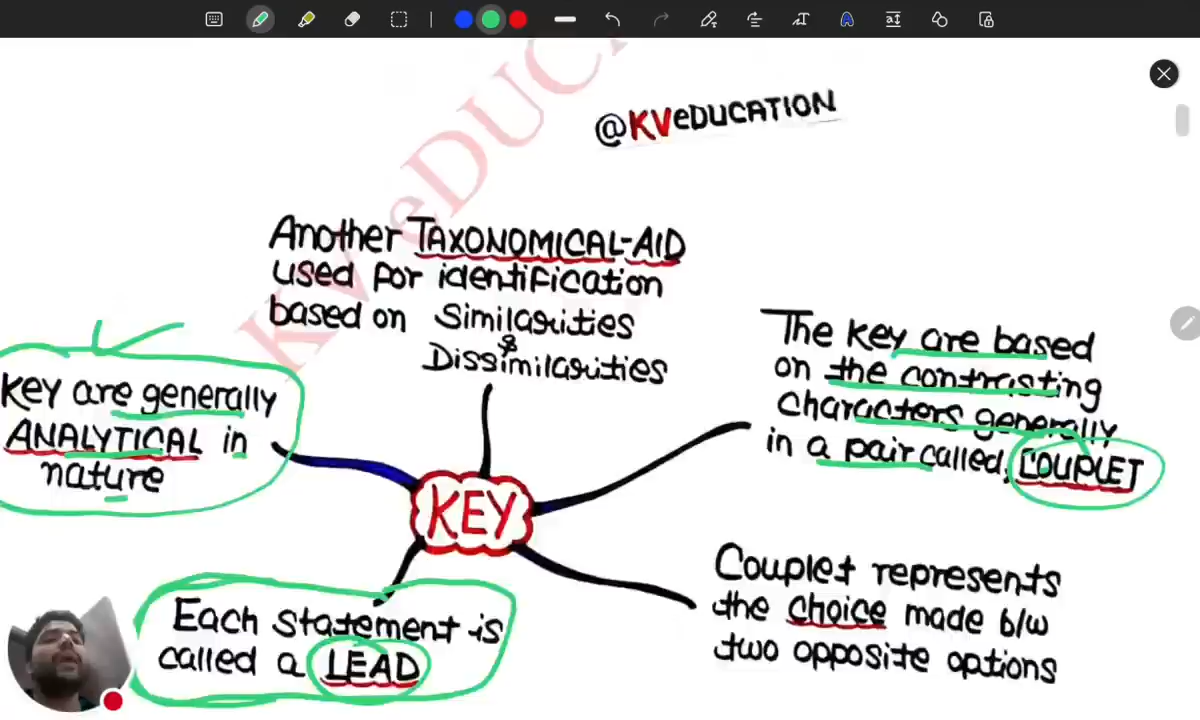 @KVeDUCATION
KVeDUC
Another TAXONOMICAL-AID
used for identification
based on Similarities
&
Dissimilarities
The Key are based
on the contrasting
characters generally
in a pair called, COUPLET
Key are generally
ANALYTICAL in
nature
KEY
Couplet represents
the choice made b/w
two opposite options
Each statement is
called a LEAD